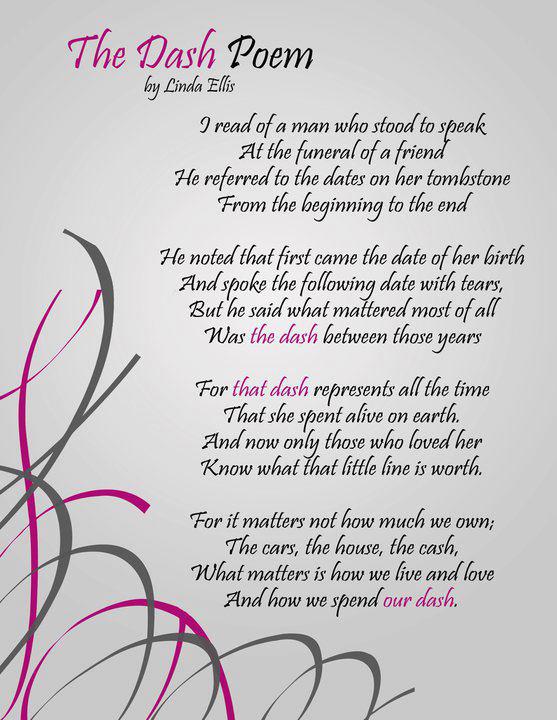 The Dash Poem
by Linda Ellis
I read of a man who stood to speak
At the funeral of a friend
He referred to the dates on her tombstone
From the beginning to the end
He noted that first came the date of her birth
And spoke the following date with tears,
But he said what mattered most of all
Was the dash between those years
For that dash represents all the time
That she spent alive on earth.
And now only those who loved her
Know what that little line is worth.
For it matters not how much we own;
The cars, the house, the cash,
What matters is how we live and love
And how we spend our dash.